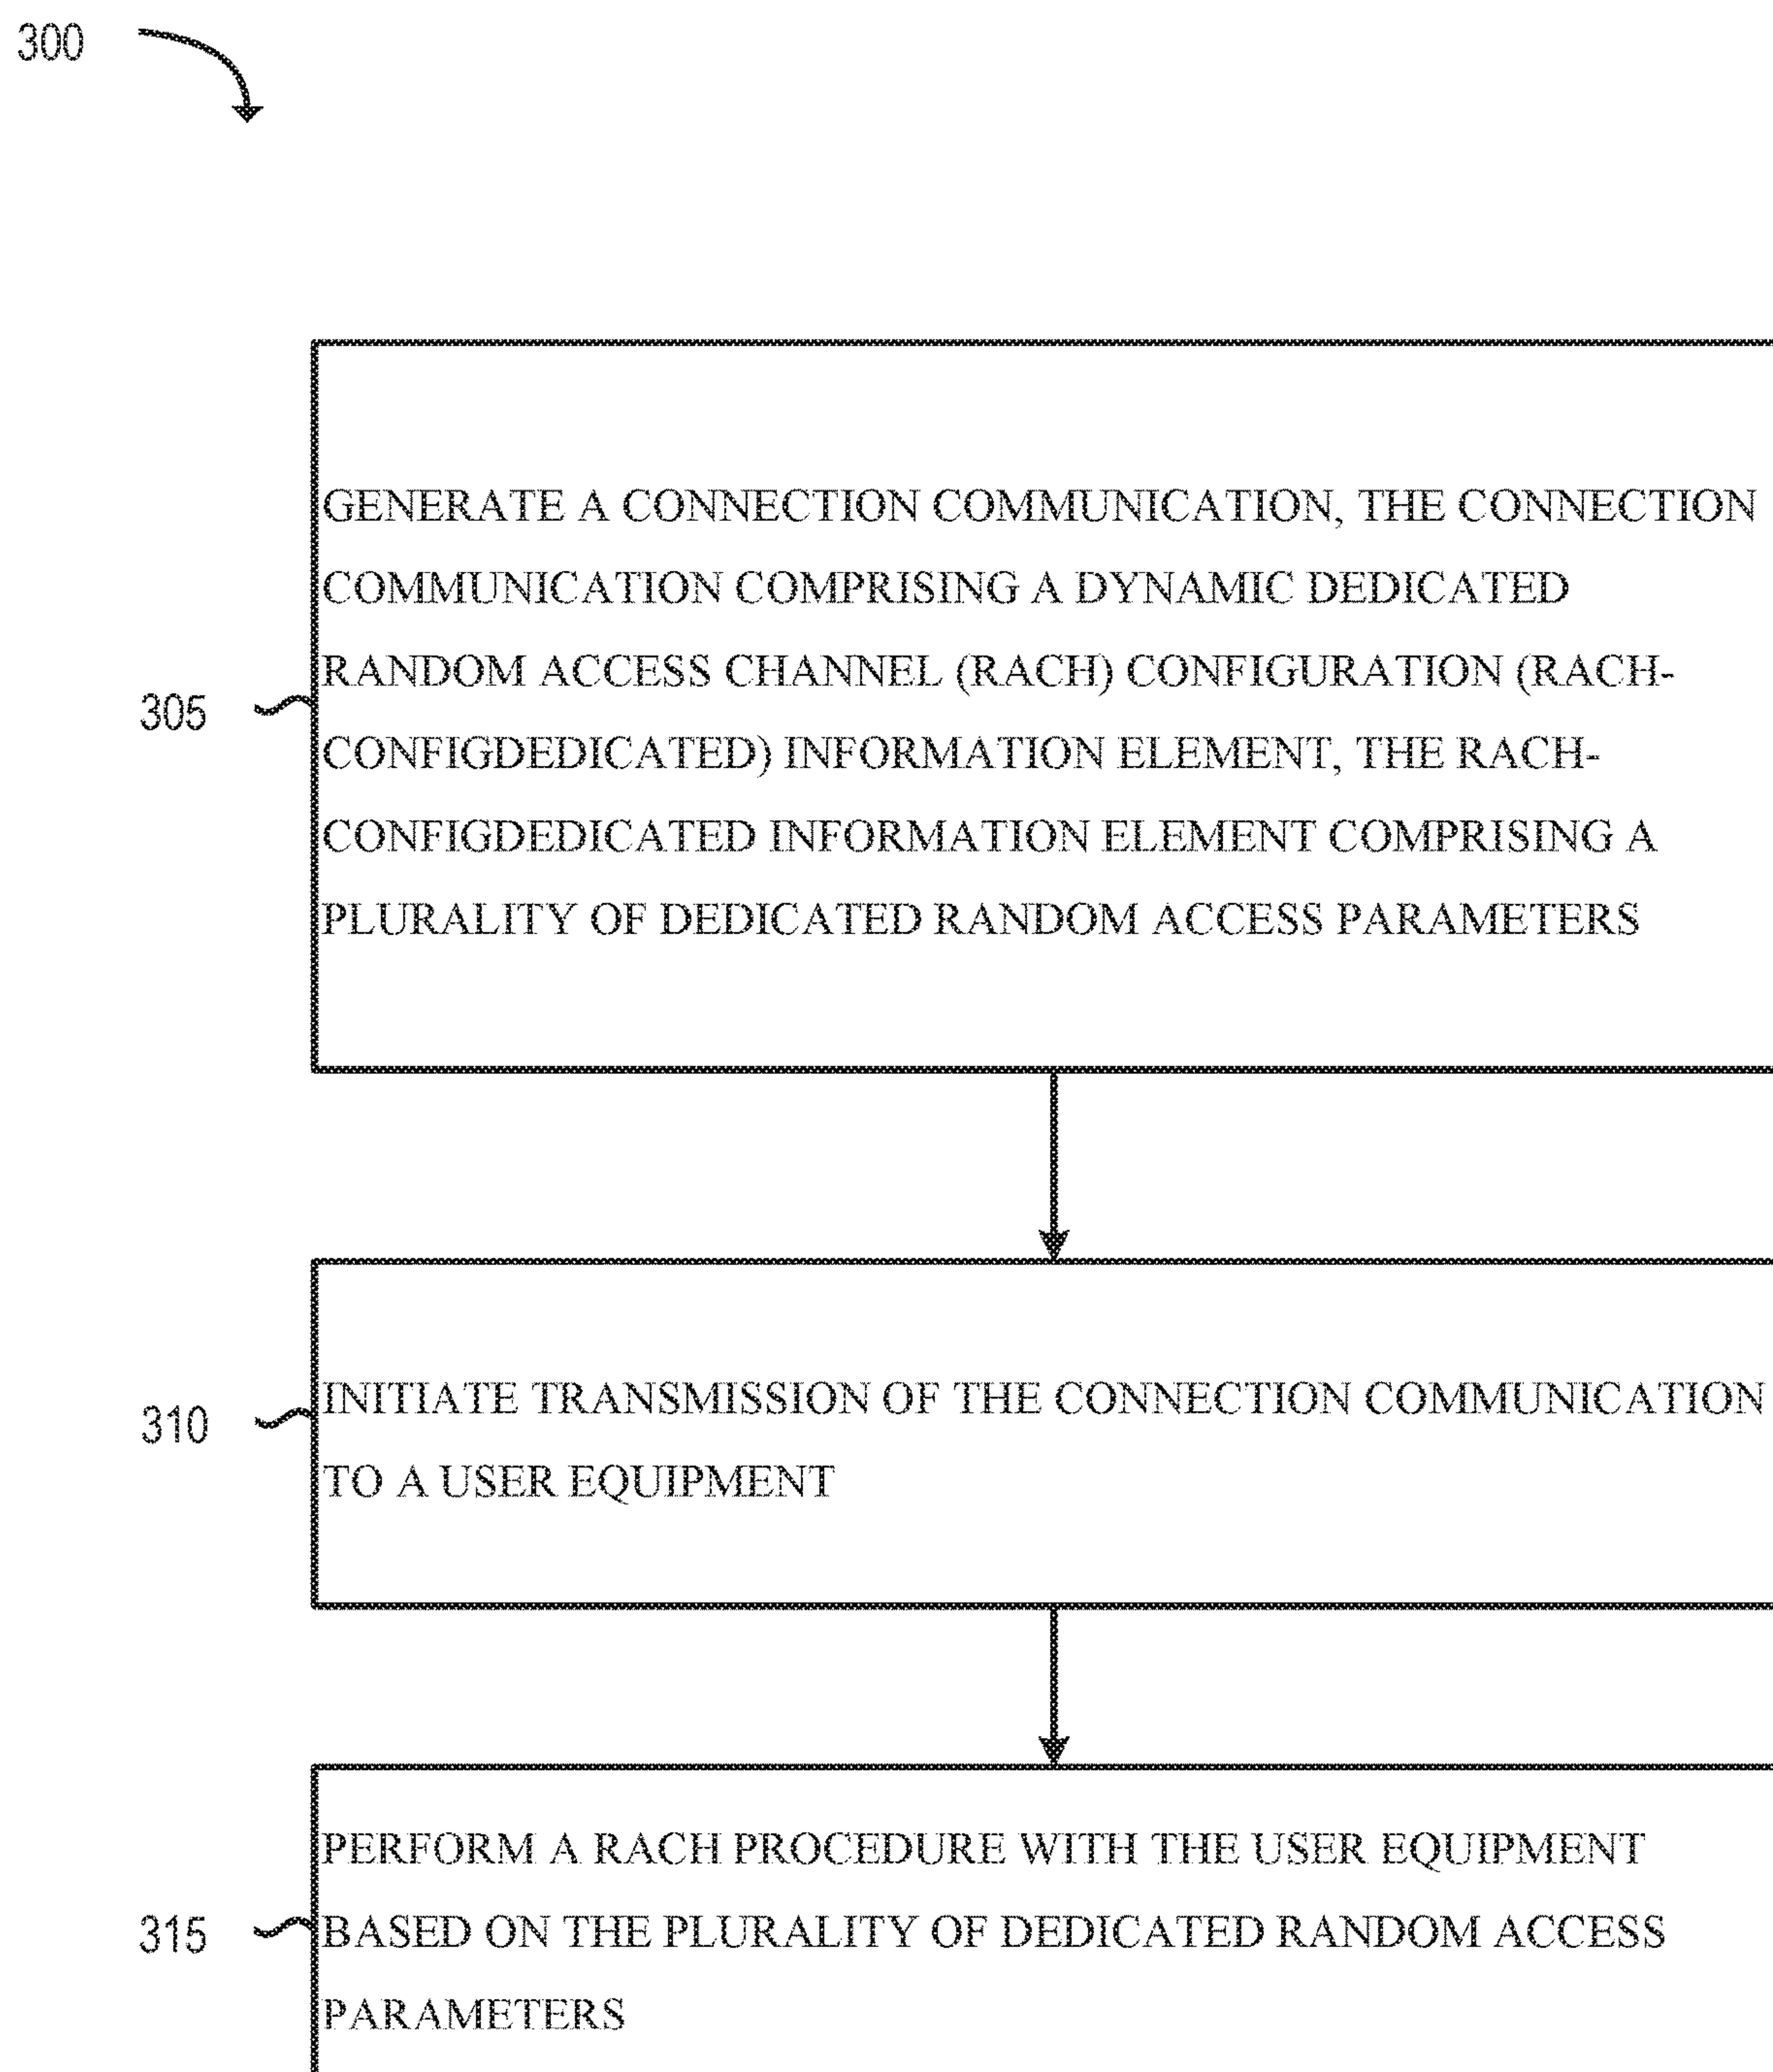 300
GENERATE A CONNECTION COMMUNICATION, THE CONNECTION
COMMUNICATION COMPRISING A DYNAMIC DEDICATED
RANDOM ACCESS CHANNEL (RACH) CONFIGURATION (RACH-
305
CONFIGDEDICATED) INFORMATION ELEMENT, THE RACH-
CONFIGDEDICATED INFORMATION ELEMENT COMPRISING A
PLURALITY OF DEDICATED RANDOM ACCESS PARAMETERS
INITIATE TRANSMISSION OF THE CONNECTION COMMUNICATION
310
TO A USER EQUIPMENT
PERFORM A RACH PROCEDURE WITH THE USER EQUIPMENT
315
BASED ON THE PLURALITY OF DEDICATED RANDOM ACCESS
PARAMETERS